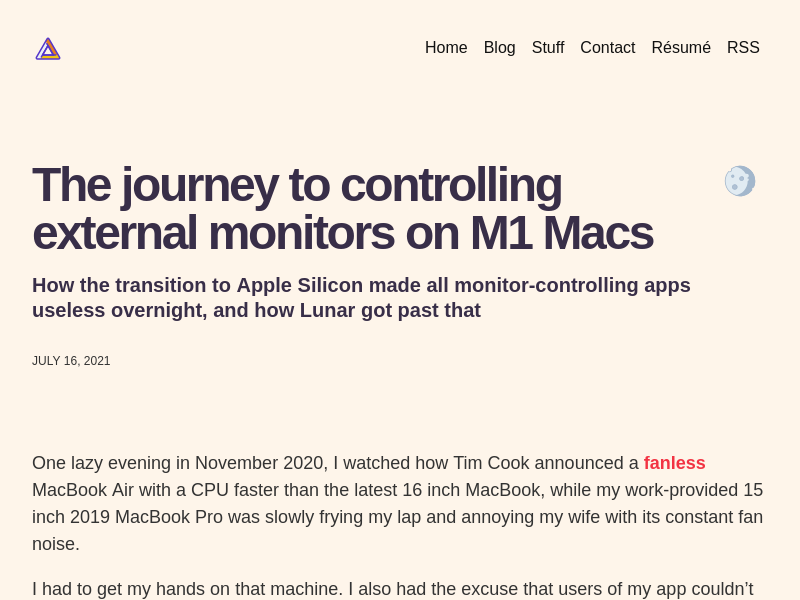 Home Blog Stuff Contact Résumé RSS
The journey to controlling
external monitors on M1 Macs
How the transition to Apple Silicon made all monitor-controlling apps
useless overnight, and how Lunar got past that
JULY 16, 2021
One lazy evening in November 2020, I watched how Tim Cook announced a fanless
MacBook Air with a CPU faster than the latest 16 inch MacBook, while my work-provided 15
inch 2019 MacBook Pro was slowly frying my lap and annoying my wife with its constant fan
noise.
I had to get my hands on that machine. I also had the excuse that users of my app couldn’t